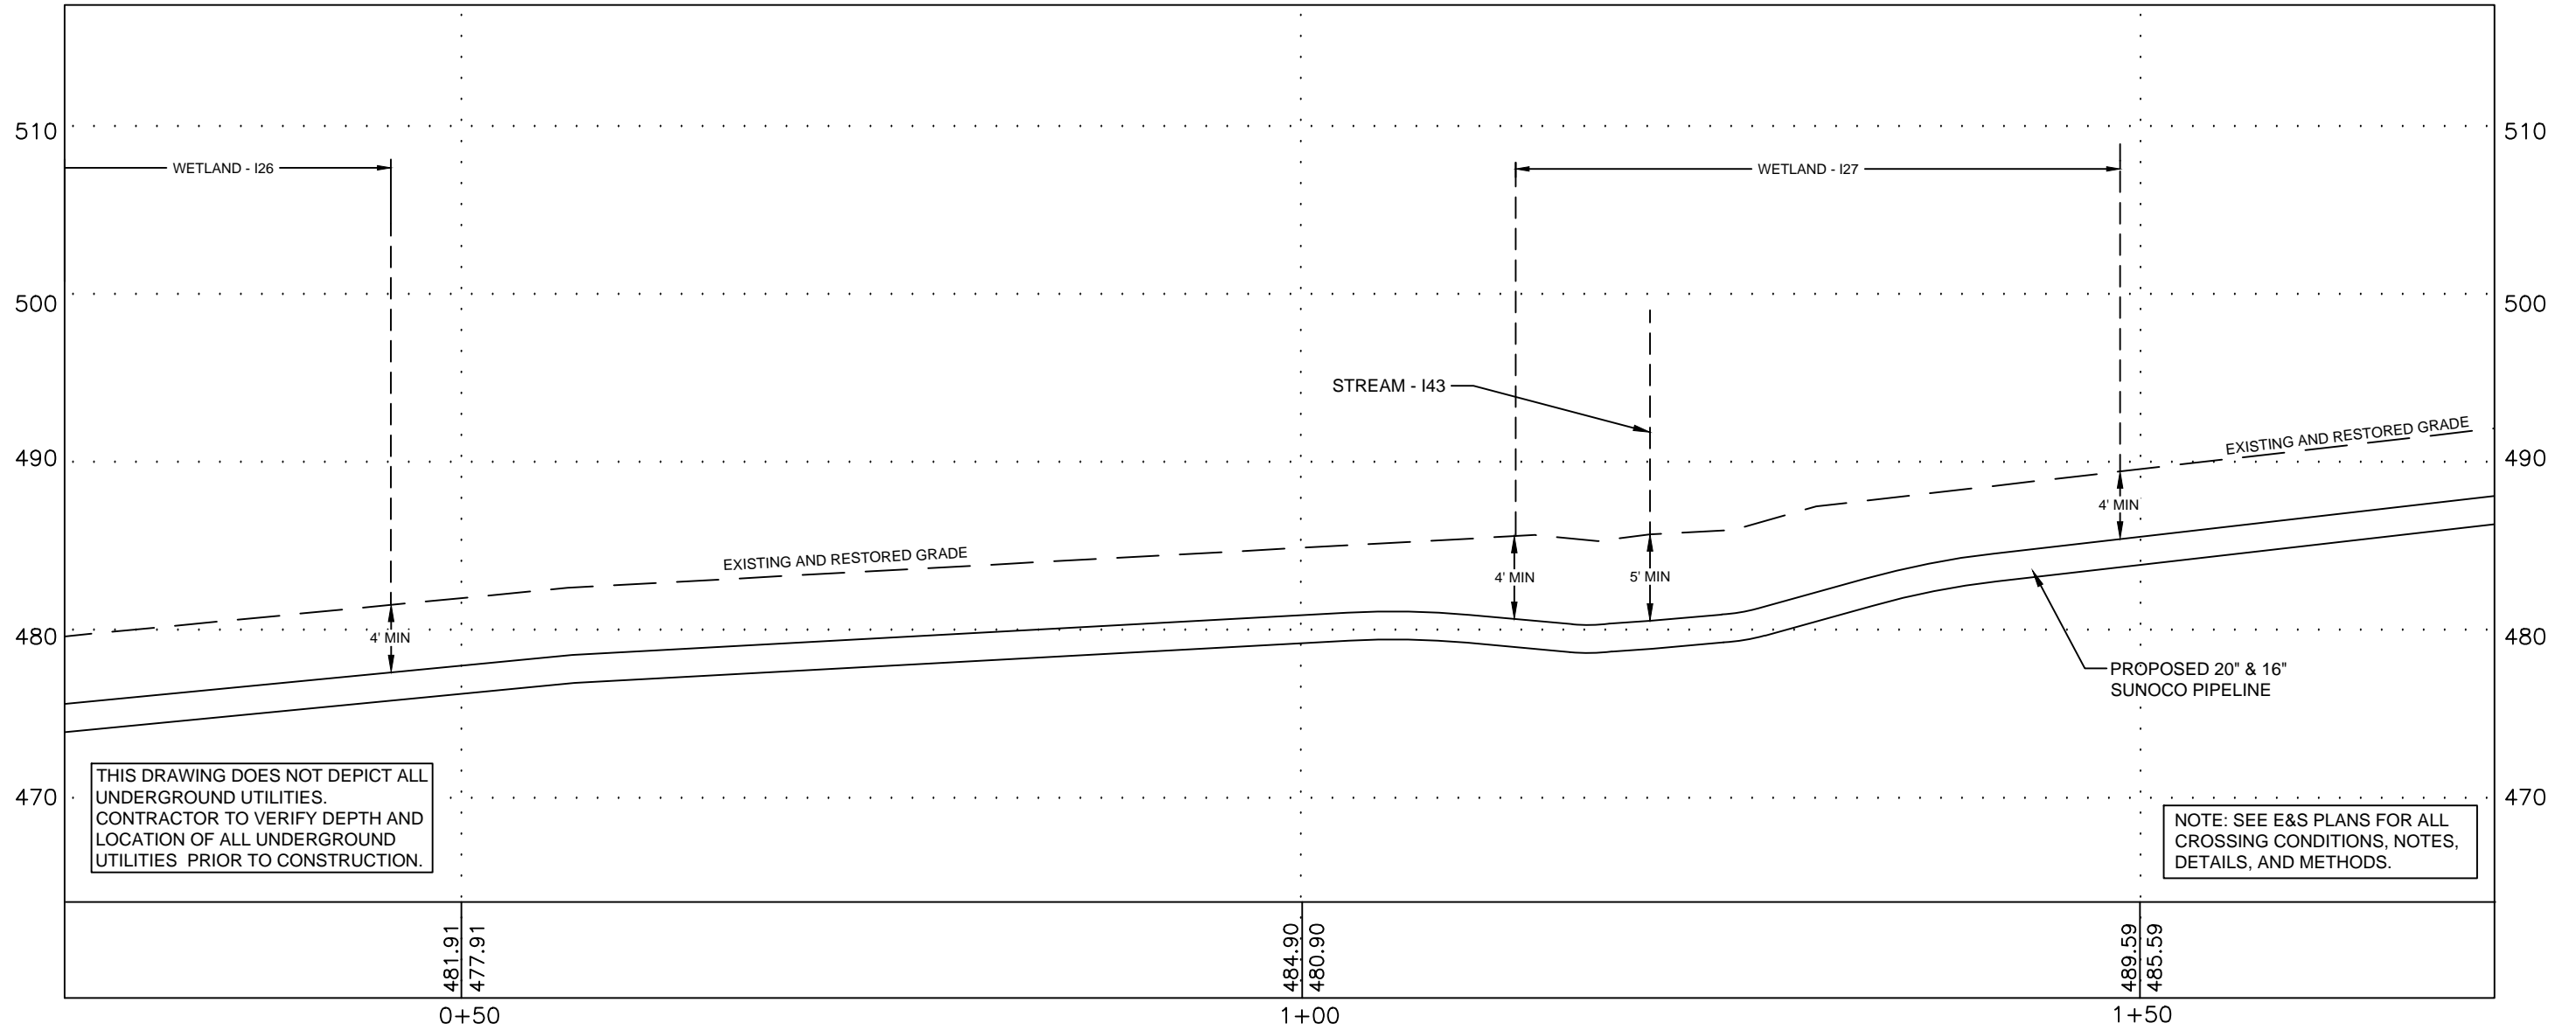 510
510
WETLAND - I26
WETLAND - I27
500
500
STREAM - I43
490
490
EXISTING AND RESTORED GRADE
4' MIN
EXISTING AND RESTORED GRADE
4' MIN
5' MIN
480
480
4' MIN
PROPOSED 20" & 16"
SUNOCO PIPELINE
THIS DRAWING DOES NOT DEPICT ALL
UNDERGROUND UTILITIES.
CONTRACTOR TO VERIFY DEPTH AND
LOCATION OF ALL UNDERGROUND
UTILITIES PRIOR TO CONSTRUCTION.
470
470
NOTE: SEE E&S PLANS FOR ALL
CROSSING CONDITIONS, NOTES,
DETAILS, AND METHODS.
481.91
477.91
484.90
480.90
489.59
485.59
0+50
1+00
1+50